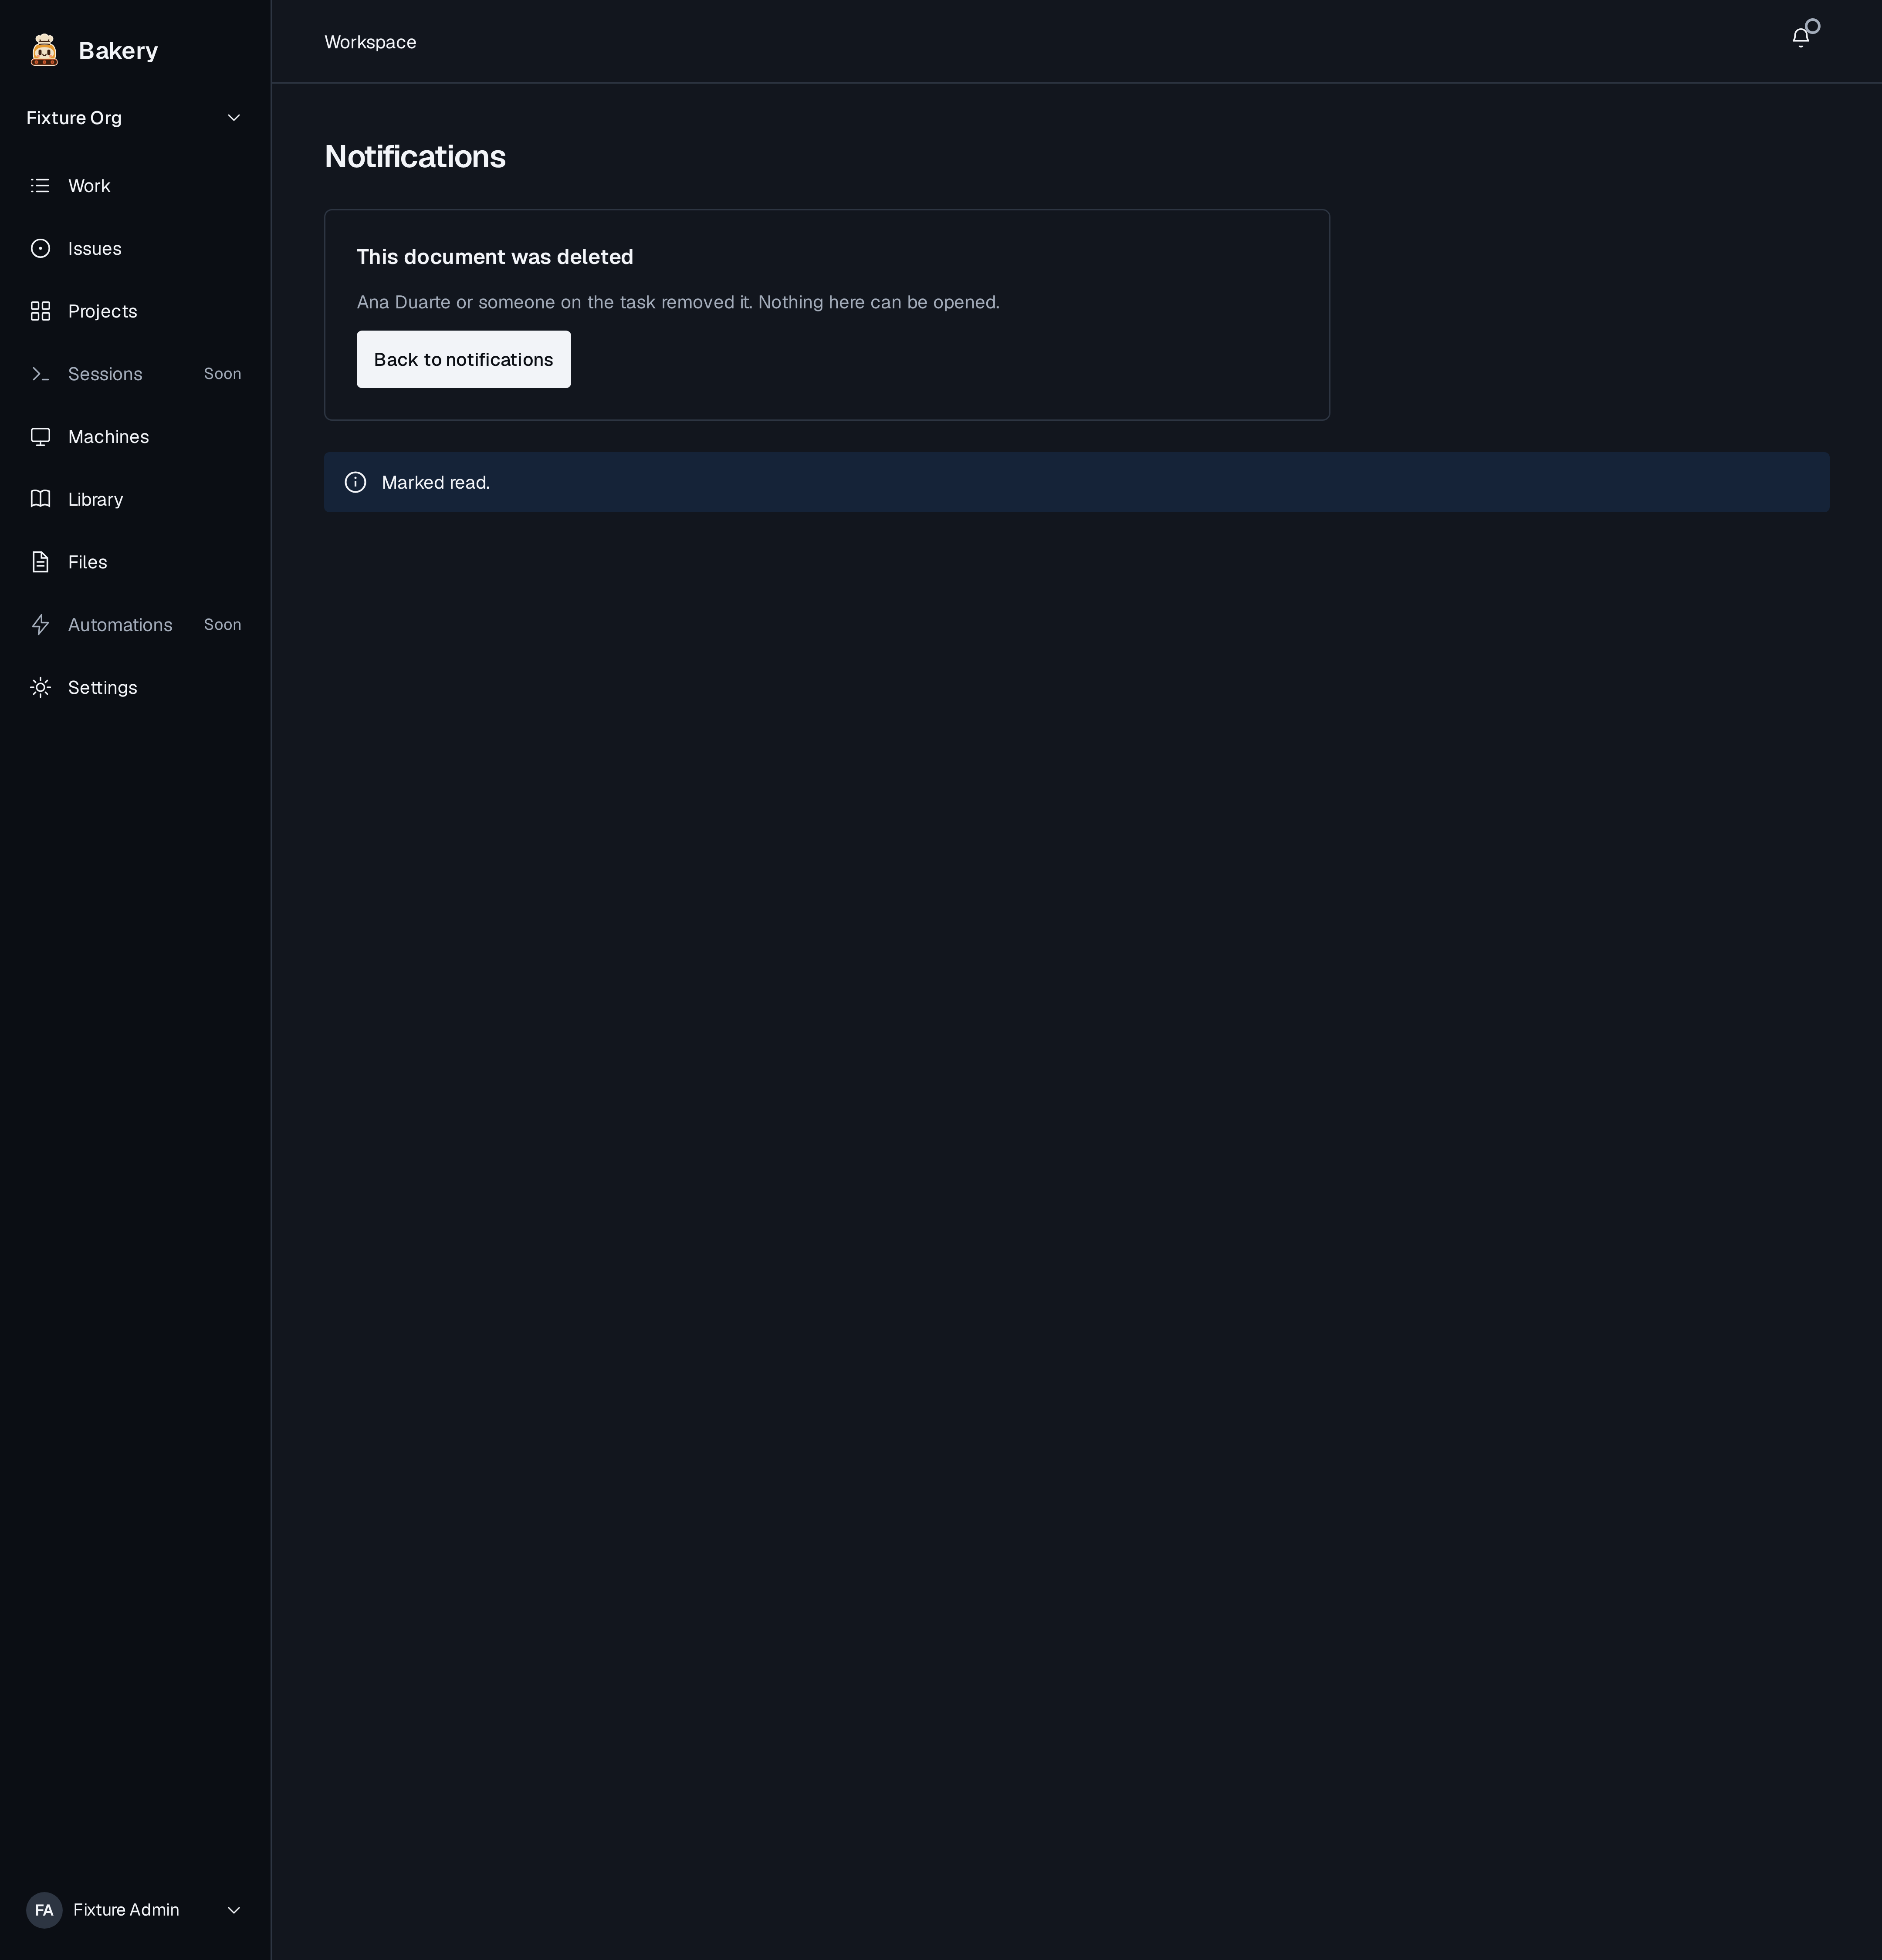 Bakery
Fixture Org
Work
Issues
Projects
Sessions Soon
Machines
Library
Files
Automations Soon
Settings
FA Fixture Admin
Workspace
Notifications
This document was deleted
Ana Duarte or someone on the task removed it. Nothing here can be opened.
Back to notifications
Marked read.